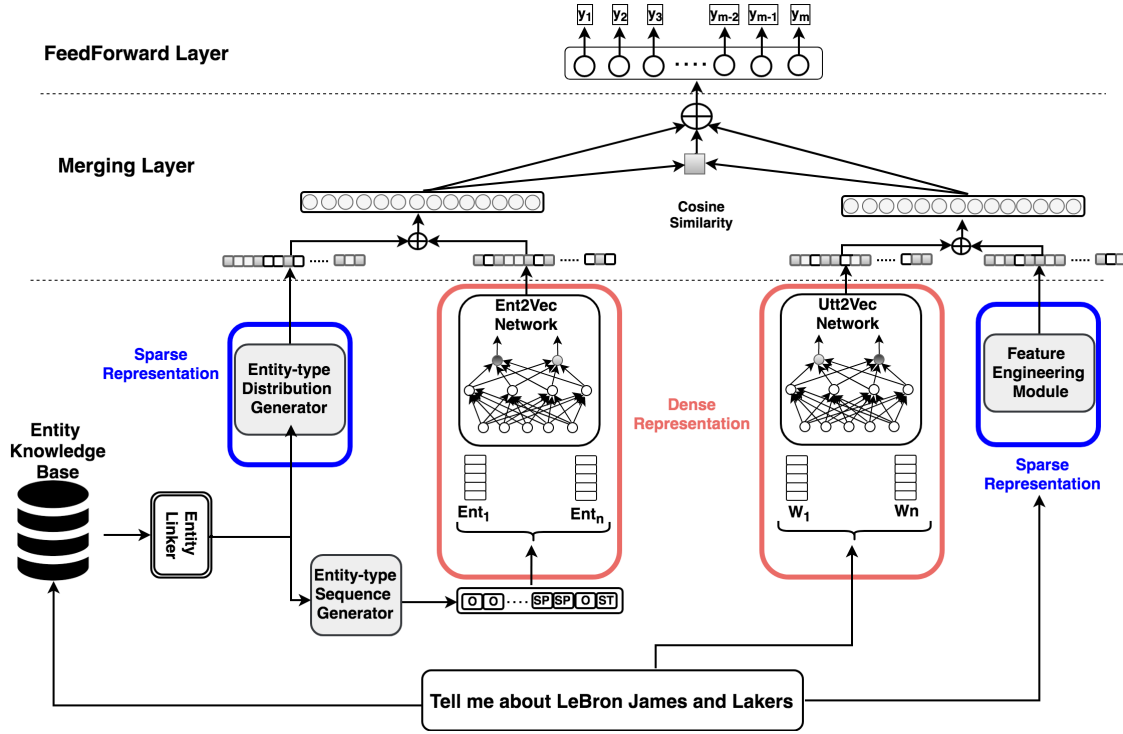 y1 y2 y3 ym-2 ym-1 ym
FeedForward Layer
....
Merging Layer
Cosine
Similarity
..... ..... ..... .....
Ent2Vec
Network
Utt2Vec
Network
Sparse
Representation
Entity-type
Distribution
Generator
Feature
Engineering
Module
Dense
Representation
Entity
Knowledge
Base
Sparse
Representation
Ent1 Entn
W1 Wn
Entity
Linker
Entity-type
Sequence
Generator
O O .... SP SP O ST
Tell me about LeBron James and Lakers